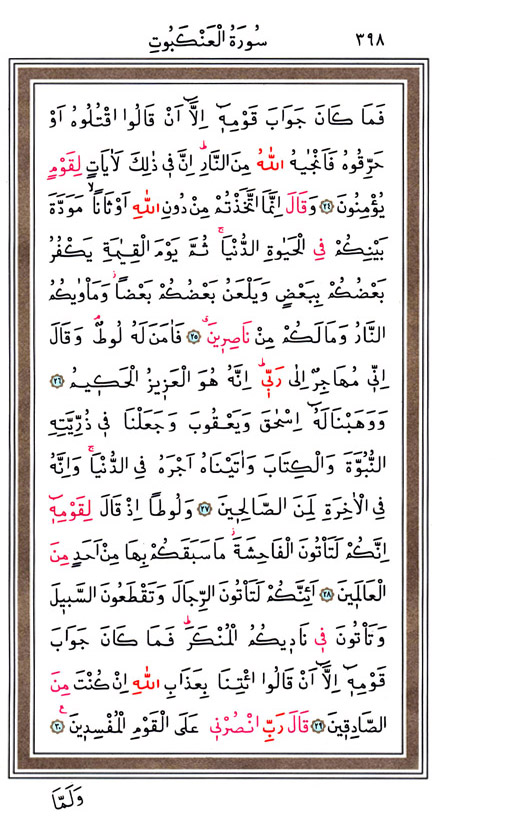 ٣٩٨ سُورَةُ الْعَنْكَبُوتِ
فَمَا كَانَ جَوَابَ قَوْمِهٖٓ اِلَّٓا اَنْ قَالُوا اقْتُلُوهُ اَوْ
حَرِّقُوهُ فَاَنْجٰيهُ اللّٰهُ مِنَ النَّارِۜ اِنَّ فٖي ذٰلِكَ لَاٰيَاتٍ لِقَوْمٍ
يُؤْمِنُونَ ﴿٢٤﴾ وَقَالَ اِنَّمَا اتَّخَذْتُمْ مِنْ دُونِ اللّٰهِ اَوْثَاناًۙ مَوَدَّةَ
بَيْنِكُمْ فِي الْحَيٰوةِ الدُّنْيَاۚ ثُمَّ يَوْمَ الْقِيٰمَةِ يَكْفُرُ
بَعْضُكُمْ بِبَعْضٍ وَيَلْعَنُ بَعْضُكُمْ بَعْضاًؗ وَمَأْوٰيكُمُ
النَّارُ وَمَا لَكُمْ مِنْ نَاصِرٖينَۗ ﴿٢٥﴾ فَاٰمَنَ لَهُ لُوطٌۢ وَقَالَ
اِنّٖي مُهَاجِرٌ اِلٰى رَبّٖيۜ اِنَّهُ هُوَ الْعَزٖيزُ الْحَكٖيمُ ﴿٢٦﴾
وَوَهَبْنَا لَهُٓ اِسْحٰقَ وَيَعْقُوبَ وَجَعَلْنَا فٖي ذُرِّيَّتِهِ
النُّبُوَّةَ وَالْكِتَابَ وَاٰتَيْنَاهُ اَجْرَهُ فِي الدُّنْيَاۚ وَاِنَّهُ
فِي الْاٰخِرَةِ لَمِنَ الصَّالِحٖينَ ﴿٢٧﴾ وَلُوطاً اِذْ قَالَ لِقَوْمِهٖٓ
اِنَّكُمْ لَتَأْتُونَ الْفَاحِشَةَؗ مَا سَبَقَكُمْ بِهَا مِنْ اَحَدٍ مِنَ
الْعَالَمٖينَ ﴿٢٨﴾ اَئِنَّكُمْ لَتَأْتُونَ الرِّجَالَ وَتَقْطَعُونَ السَّبٖيلَ
وَتَأْتُونَ فٖي نَادٖيكُمُ الْمُنْكَرَۜ فَمَا كَانَ جَوَابَ
قَوْمِهٖٓ اِلَّٓا اَنْ قَالُوا ائْتِنَا بِعَذَابِ اللّٰهِ اِنْ كُنْتَ مِنَ
الصَّادِقٖينَ ﴿٢٩﴾ قَالَ رَبِّ انْصُرْنٖي عَلَى الْقَوْمِ الْمُفْسِدٖينَ ﴿٣٠﴾
وَلَمَّا